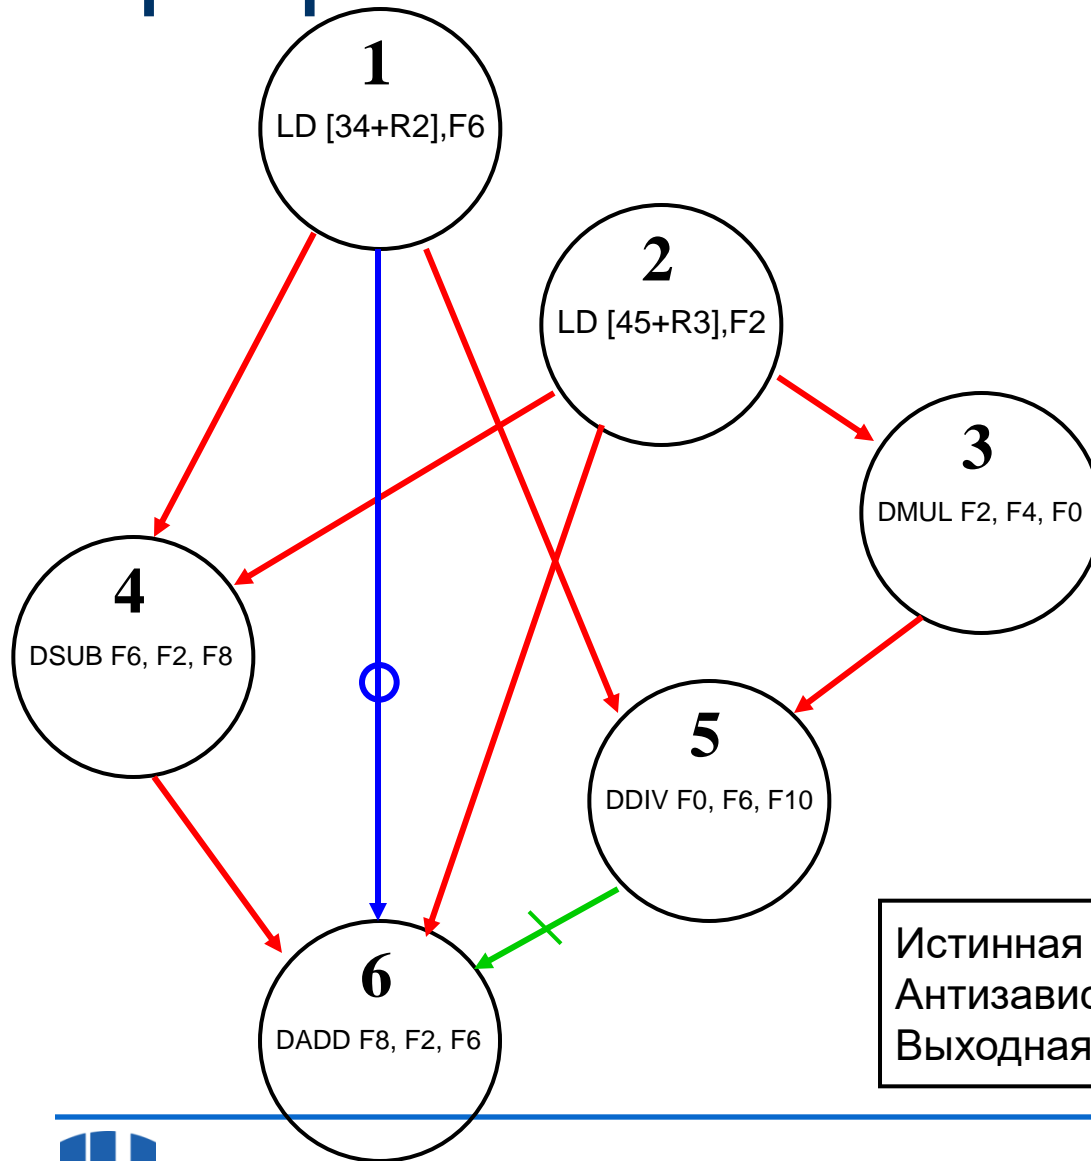 1
LD [34+R2],F6
2
LD [45+R3],F2
3
DMUL F2, F4, F0
4
DSUB F6, F2, F8
5
DDIV F0, F6, F10
6
DADD F8, F2, F6
Истинная
Выходная